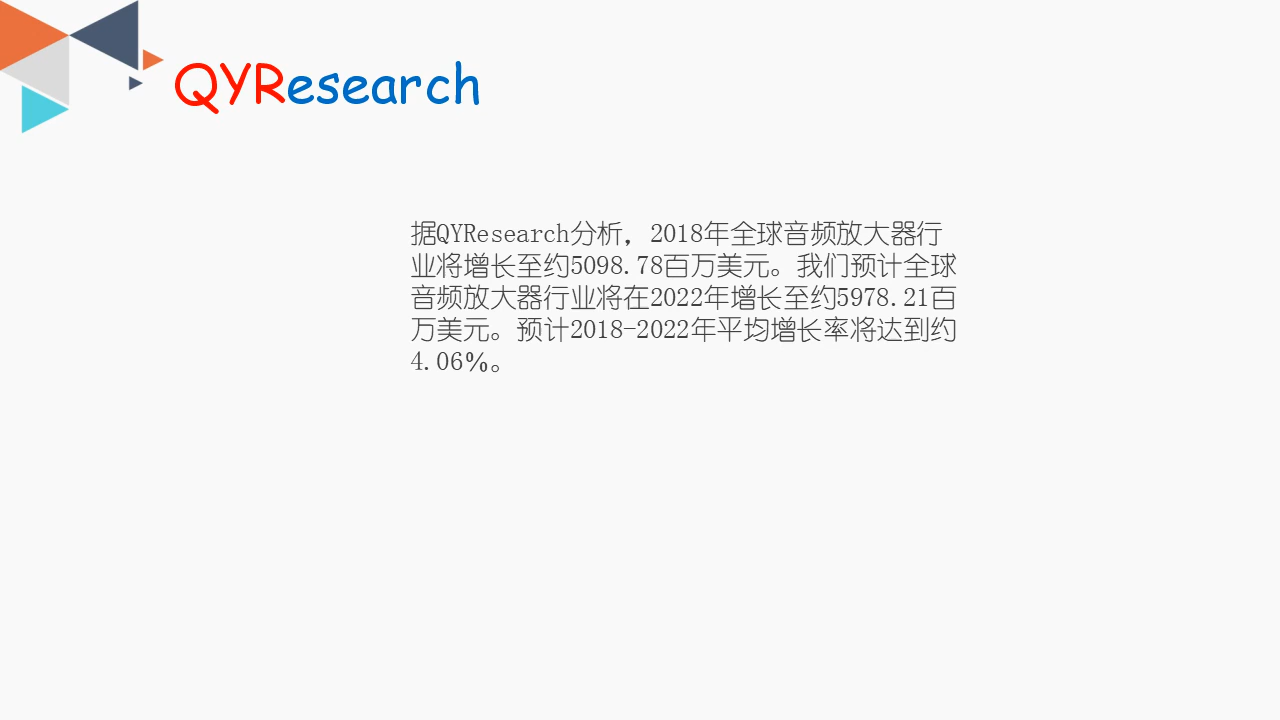 QYResearch
据QYResearch分析，2018年全球音频放大器行
业将增长至约5098.78百万美元。我们预计全球
音频放大器行业将在2022年增长至约5978.21百
万美元。预计2018-2022年平均增长率将达到约
4.06%。